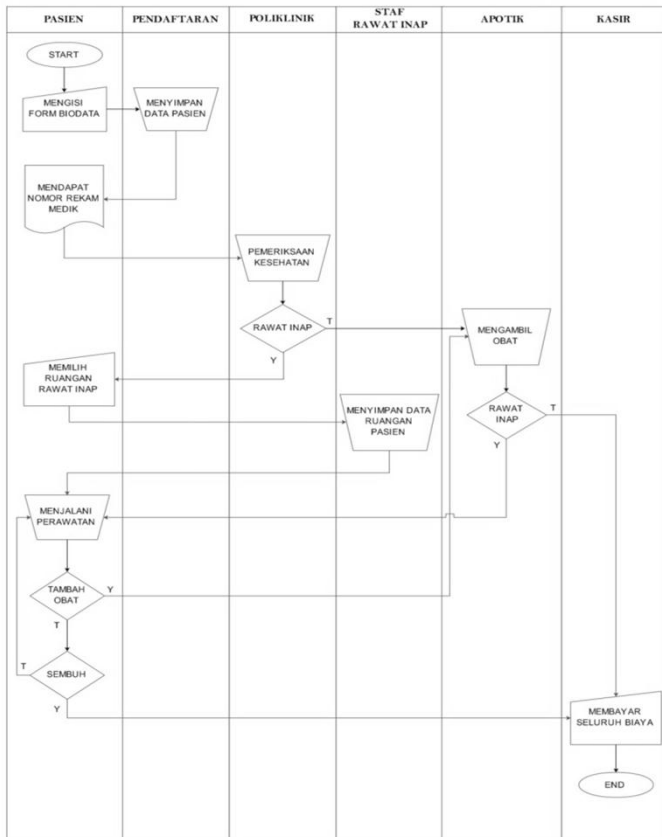 PASIEN
PENDAFTARAN
POLIKLINIK
STAF
RAWAT INAP
APOTIK
KASIR
START
MENGISI
FORM BIODATA
MENYIMPAN
DATA PASIEN
MENDAPAT
NOMOR REKAM
MEDIK
PEMERIKSAAN
KESEHATAN
RAWAT INAP
T
Y
MENGAMBIL
OBAT
MEMILIH
RUANGAN
RAWAT INAP
MENYIMPAN DATA
RUANGAN
PASIEN
RAWAT
INAP
T
Y
MENJALANI
PERAWATAN
TAMBAH
OBAT
Y
T
SEMBUH
T
Y
MEMBAYAR
SELURUH BIAYA
END